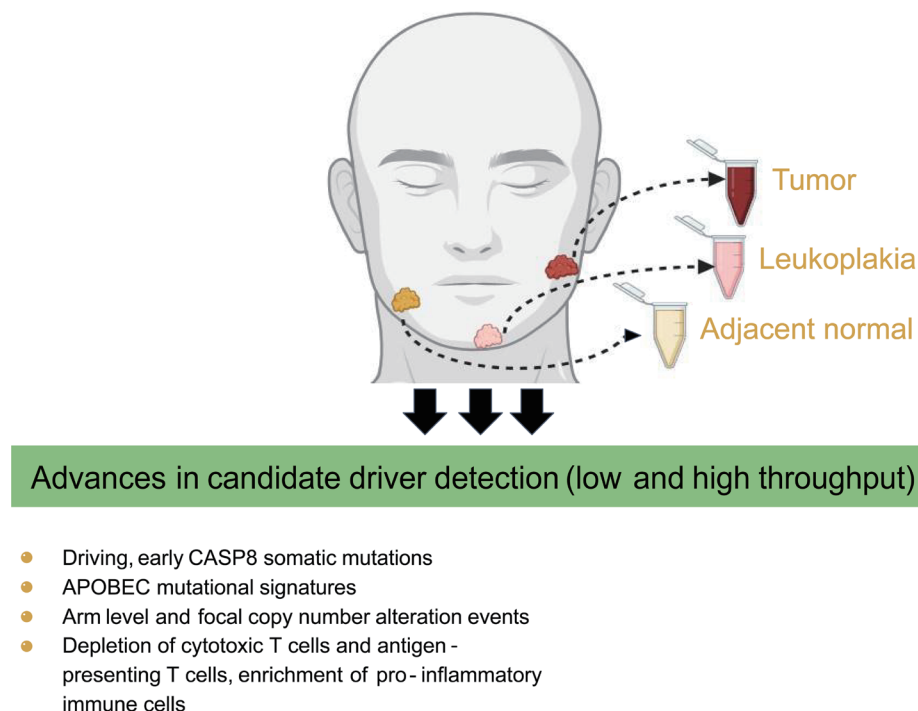 Tumor
Leukoplakia
Adjacent normal
Advances in candidate driver detection (low and high throughput)
Driving, early CASP8 somatic mutations
APOBEC mutational signatures
Arm level and focal copy number alteration events
Depletion of cytotoxic T cells and antigen -
presenting T cells, enrichment of pro- inflammatory
immune cells